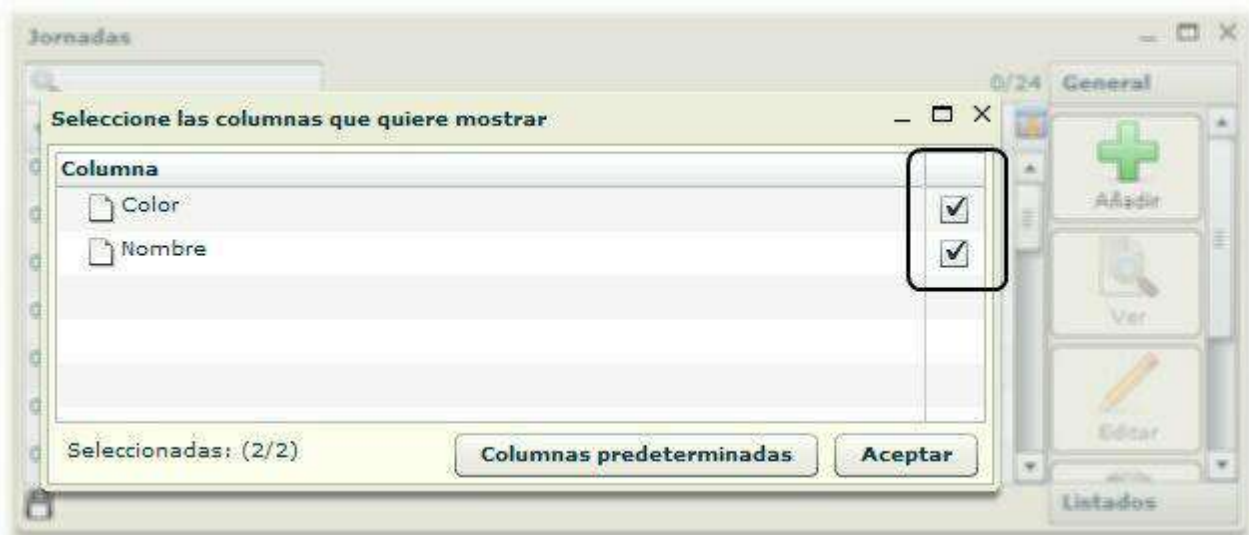 Jornadas
0/24
General
Seleccione las columnas que quiere mostrar
Columna
Color
Nombre
Añadir
Ver
Editar
Seleccionadas: (2/2)
Columnas predeterminadas
Aceptar
Listados